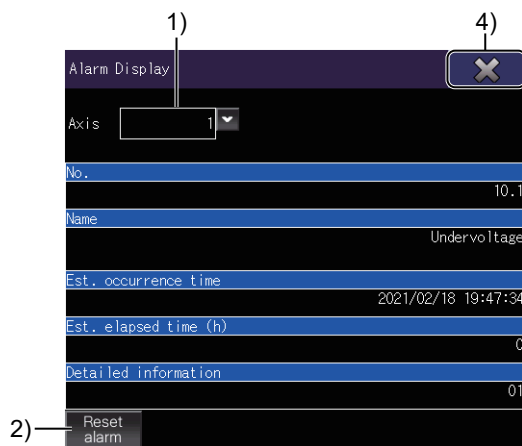 1)
4)
Alarm Display
Axis
1
No.
10.1
Name
Undervoltage
Est. occurrence time
2021/02/18 19:47:34
Est. elapsed time (h)
0
Detailed information
01
2)
Reset
alarm